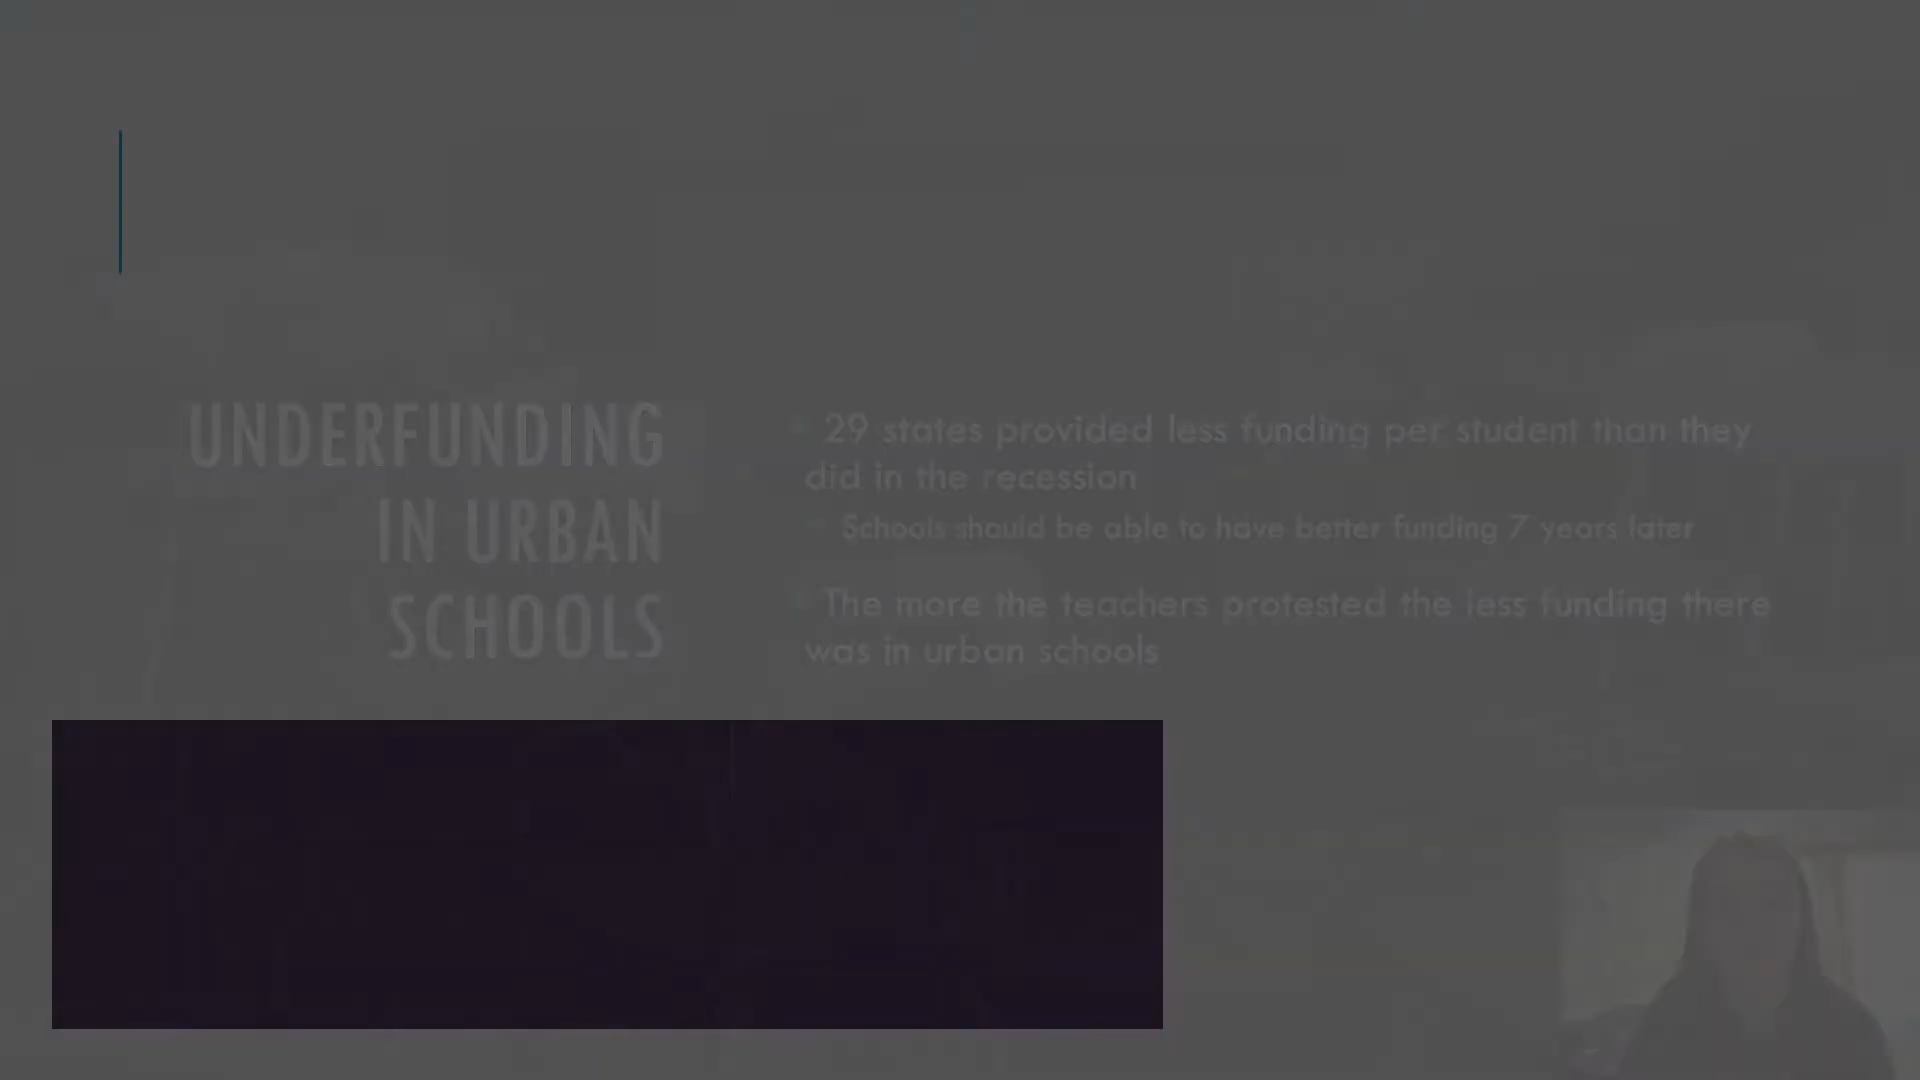 UNDERFUNDING
IN URBAN
SCHOOLS
29 states provided less funding per student than they
did in the recession
Schools should be able to have better funding 7 years later
The more the teachers protested the less funding there
was in urban schools